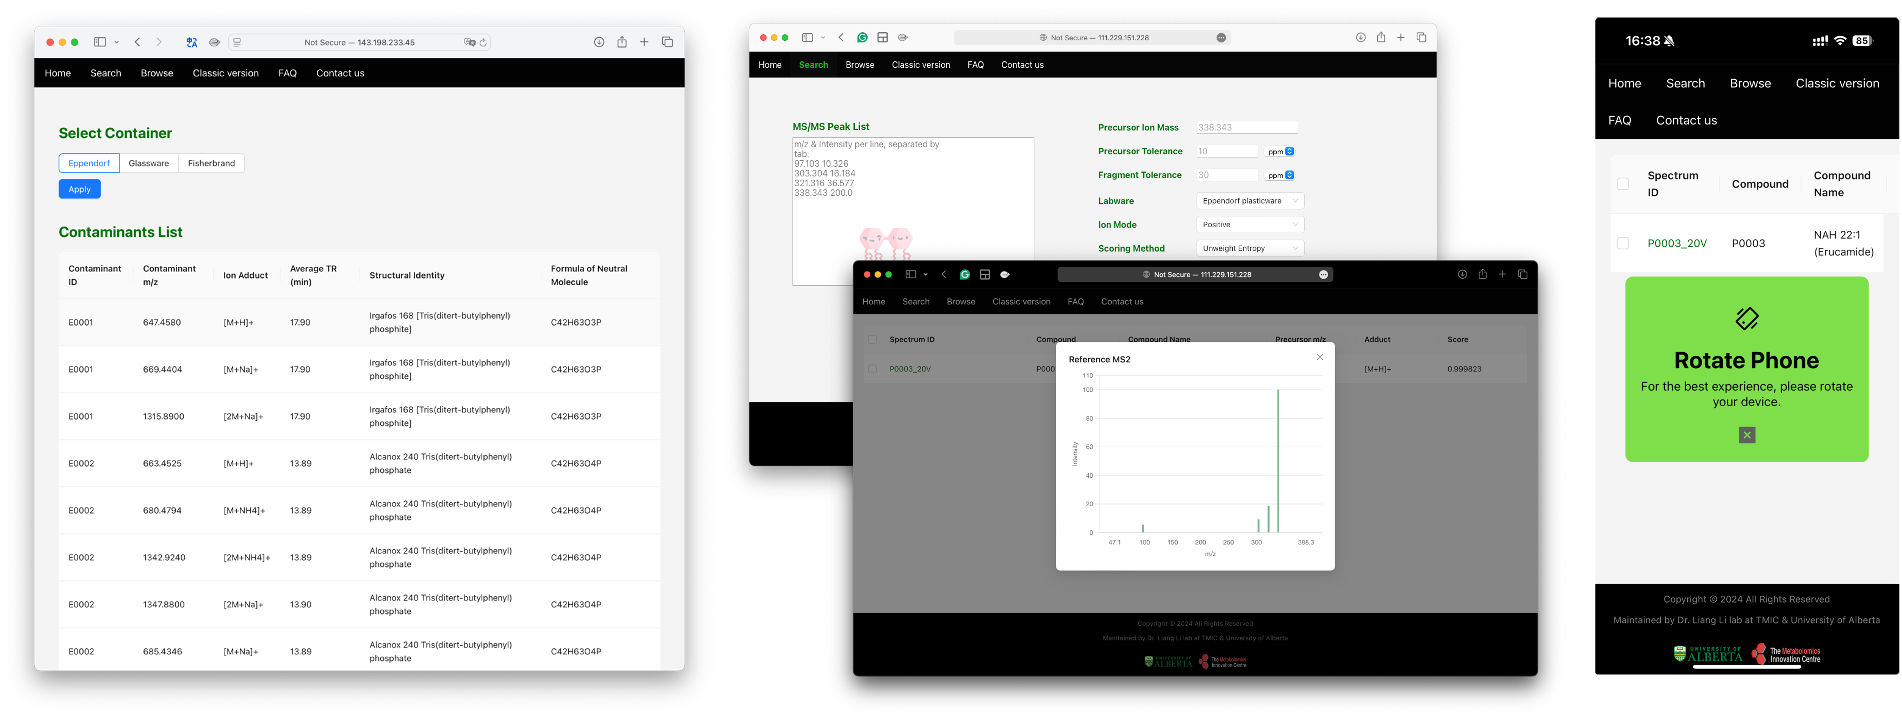 Not Secure — 143.198.233.45
Home Search Browse Classic version FAQ Contact us
Select Container
Eppendorf Glassware Fisherbrand
Apply
Contaminants List
Contaminant ID Contaminant m/z Ion Adduct Average TR (min) Structural Identity Formula of Neutral Molecule
E0001 647.4580 [M+H]+ 17.90 Irgafos 168 [Tris(ditert-butylphenyl) phosphite] C42H63O3P
E0001 669.4404 [M+Na]+ 17.90 Irgafos 168 [Tris(ditert-butylphenyl) phosphite] C42H63O3P
E0001 1315.8900 [2M+Na]+ 17.90 Irgafos 168 [Tris(ditert-butylphenyl) phosphite] C42H63O3P
E0002 663.4525 [M+H]+ 13.89 Alcanox 240 Tris(ditert-butylphenyl) phosphate C42H63O4P
E0002 680.4794 [M+NH4]+ 13.89 Alcanox 240 Tris(ditert-butylphenyl) phosphate C42H63O4P
E0002 1342.9240 [2M+NH4]+ 13.89 Alcanox 240 Tris(ditert-butylphenyl) phosphate C42H63O4P
E0002 1347.8800 [2M+Na]+ 13.90 Alcanox 240 Tris(ditert-butylphenyl) phosphate C42H63O4P
E0002 685.4346 [M+Na]+ 13.89 Alcanox 240 Tris(ditert-butylphenyl) phosphate C42H63O4P
Not Secure — 111.229.151.228
Home Search Browse Classic version FAQ Contact us
MS/MS Peak List
m/z & Intensity per line, separated by
tab:
97.103 10.326
303.304 16.184
321.316 36.577
338.343 200.0
Precursor Ion Mass 338.343
Precursor Tolerance 10 ppm
Fragment Tolerance 30 ppm
Labware Eppendorf plasticware
Ion Mode Positive
Scoring Method Unweight Entropy
Not Secure — 111.229.151.228
Home Search Browse Classic version FAQ Contact us
Spectrum ID Compound Compound Name Precursor m/z Adduct Score
P0003_20V P000 [M+H]+ 0.999823
Reference MS2
110
100
80
60
40
20
0
Intensity
47.1 100 150 200 250 300 388.3
m/z
Copyright © 2024 All Rights Reserved
Maintained by Dr. Liang Li lab at TMIC & University of Alberta
UNIVERSITY OF
ALBERTA
The Metabolomics
Innovation Centre
16:38 85
Home Search Browse Classic version
FAQ Contact us
Spectrum ID Compound Compound Name
P0003_20V P0003 NAH 22:1 (Erucamide)
Rotate Phone
For the best experience, please rotate
your device.
Copyright © 2024 All Rights Reserved
Maintained by Dr. Liang Li lab at TMIC & University of Alberta
UNIVERSITY OF
ALBERTA
The Metabolomics
Innovation Centre